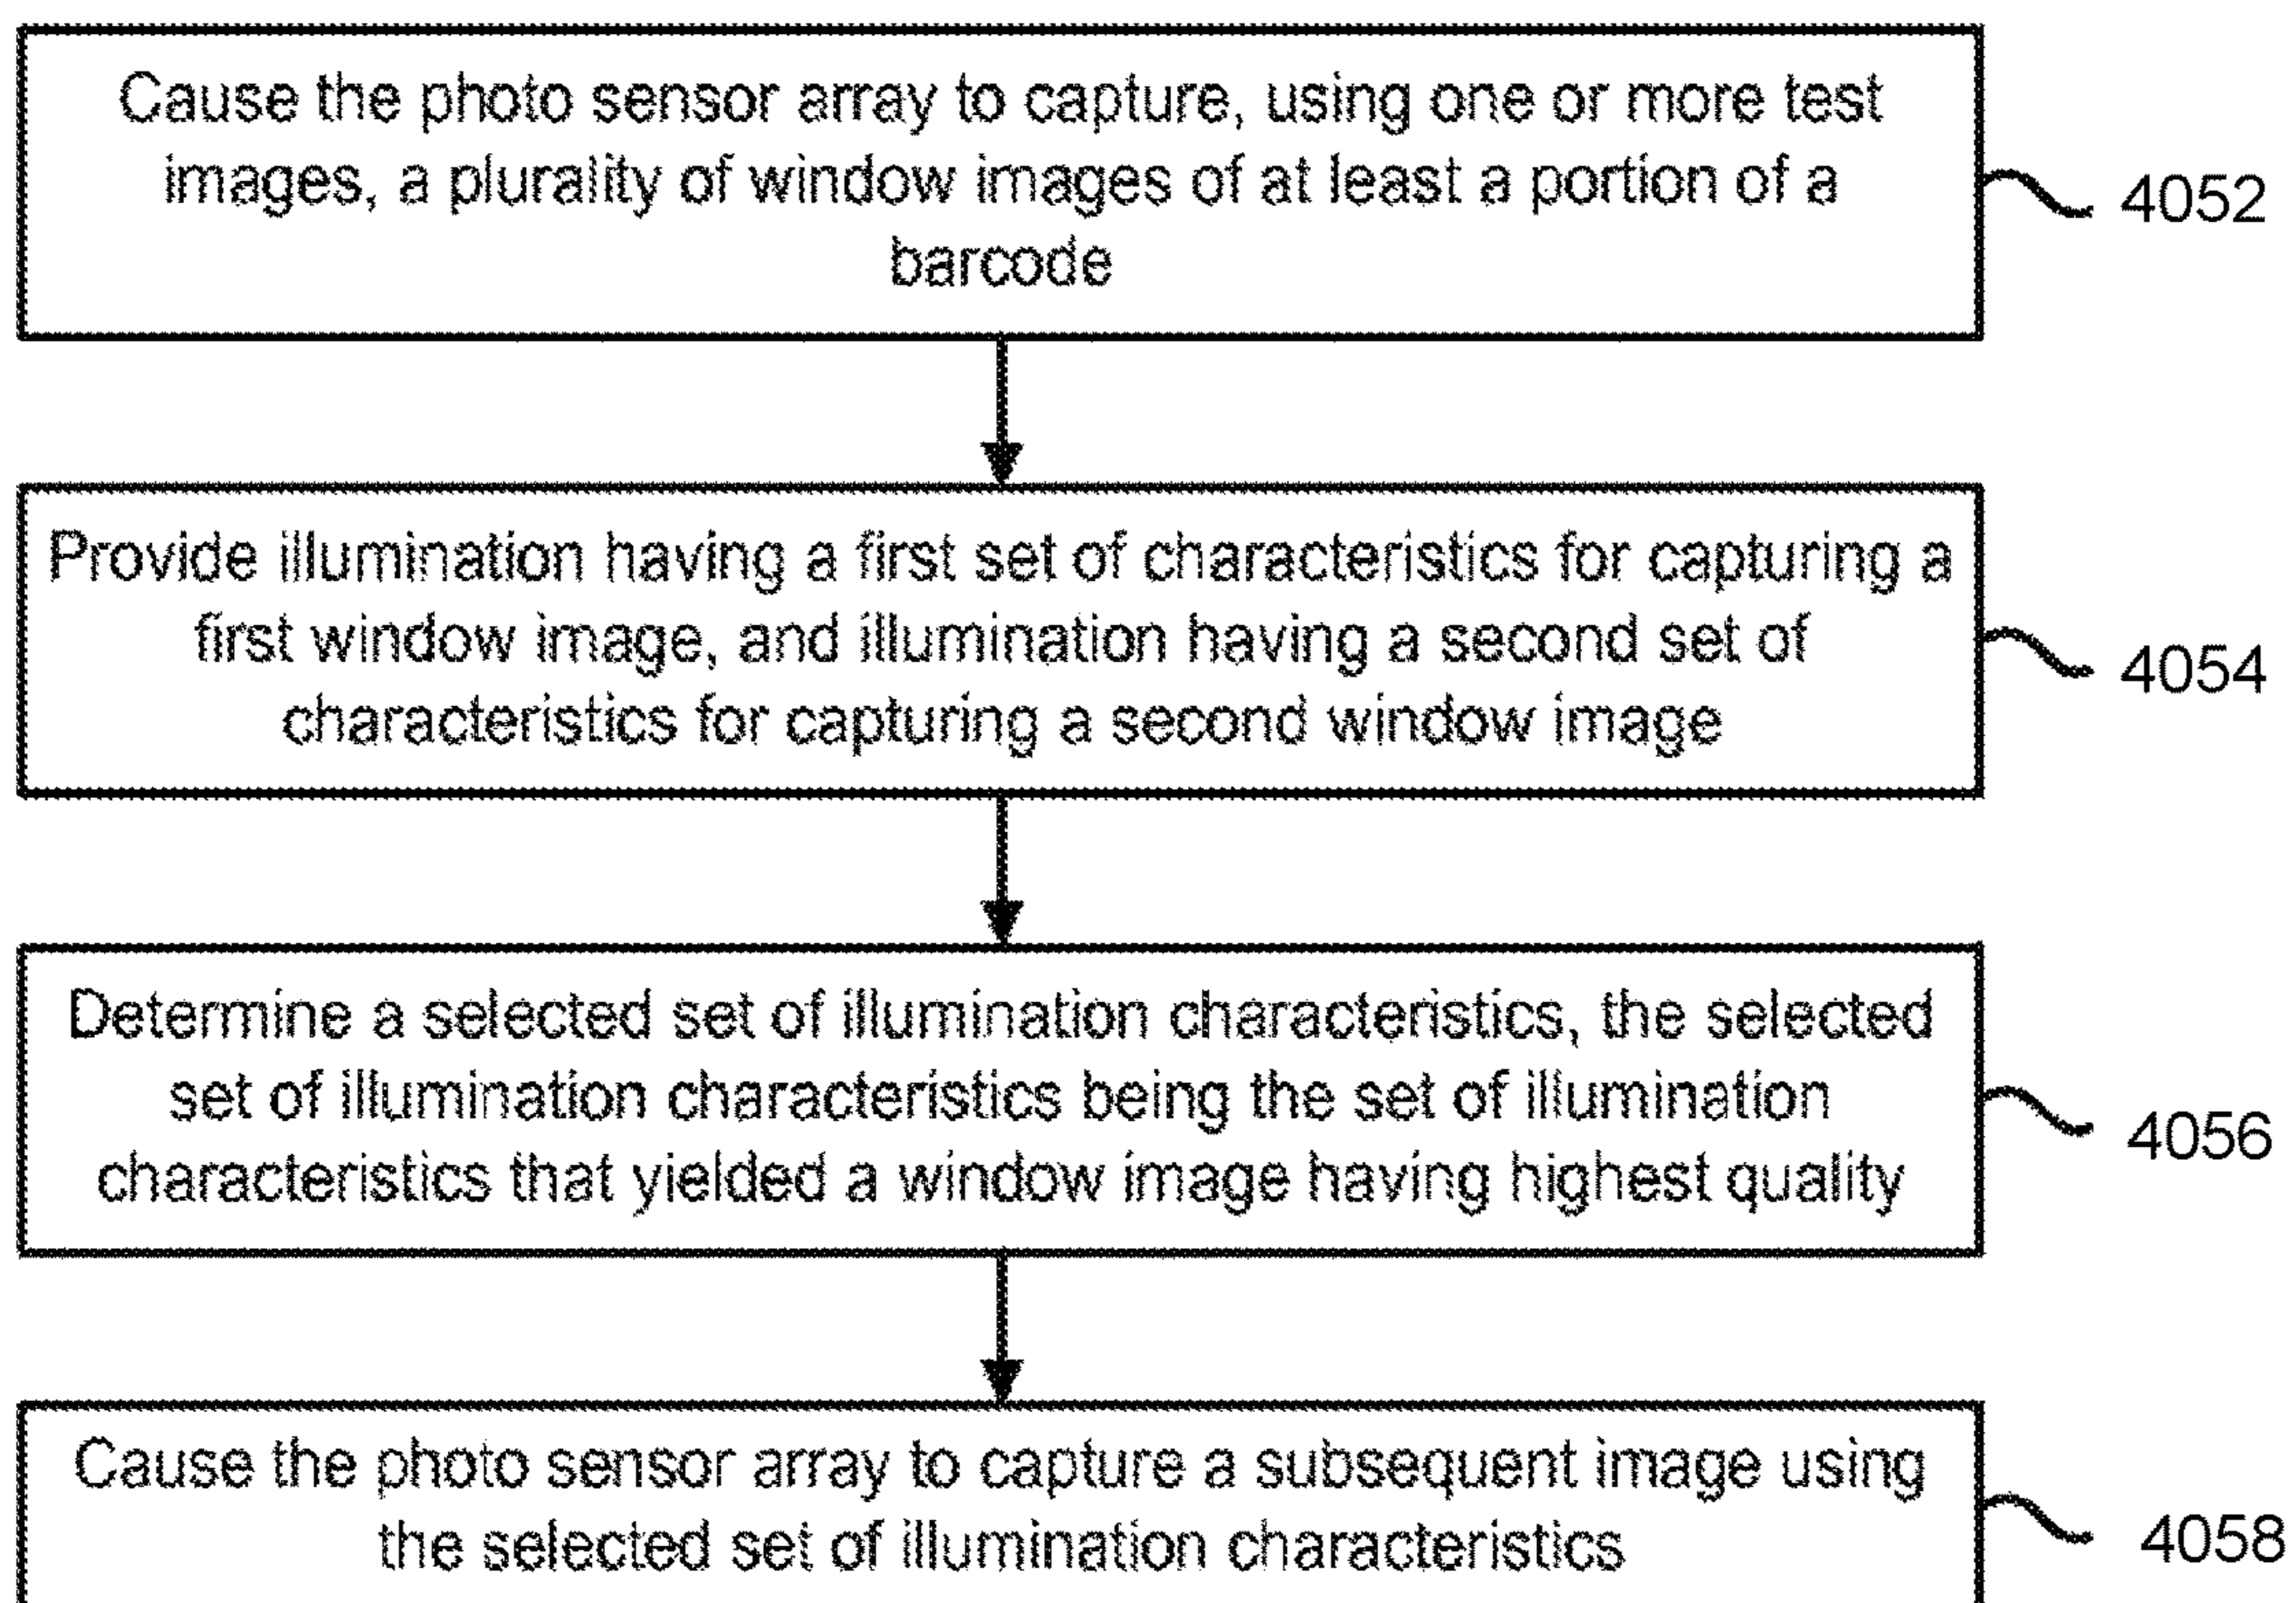 Cause the photo sensor array to capture, using one or more test
images, a plurality of window images of at least a portion of a
barcode
4052
Provide illumination having a first set of characteristics for capturing a
first window image, and illumination having a second set of
characteristics for capturing a second window image
4054
Determine a selected set of illumination characteristics, the selected
set of illumination characteristics being the set of illumination
characteristics that yielded a window image having highest quality
4056
Cause the photo sensor array to capture a subsequent image using
the selected set of illumination characteristics
4058